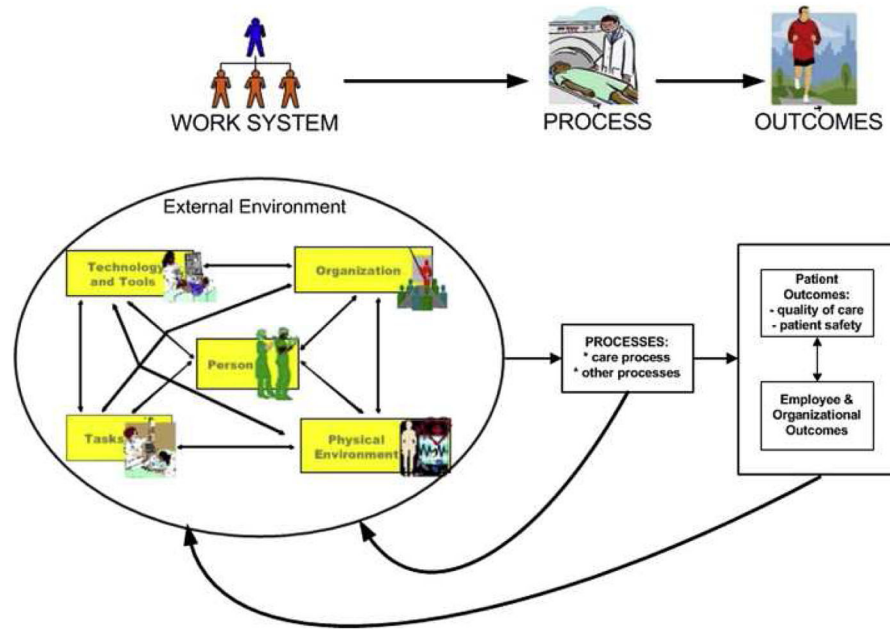 WORK SYSTEM
PROCESS
OUTCOMES
External Environment
Technology
and Tools
Organization
Person
Tasks
Physical
Environment
PROCESSES:
* care process
* other processes
Patient
Outcomes:
- quality of care
- patient safety
Employee &
Organizational
Outcomes